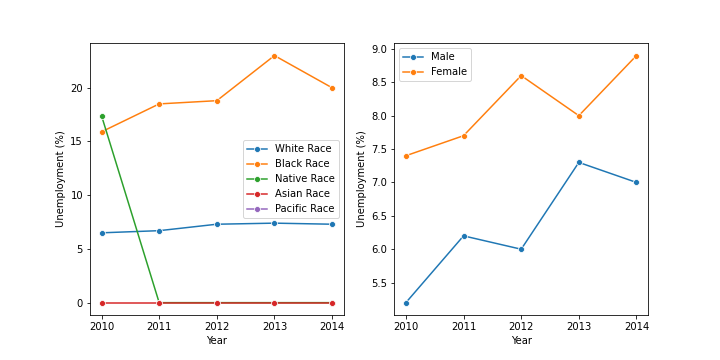 Unemployment (%)
20
15
10
5
0
2010 2011 2012 2013 2014
Year
White Race
Black Race
Native Race
Asian Race
Pacific Race
Unemployment (%)
9.0
8.5
8.0
7.5
7.0
6.5
6.0
5.5
2010 2011 2012 2013 2014
Year
Male
Female